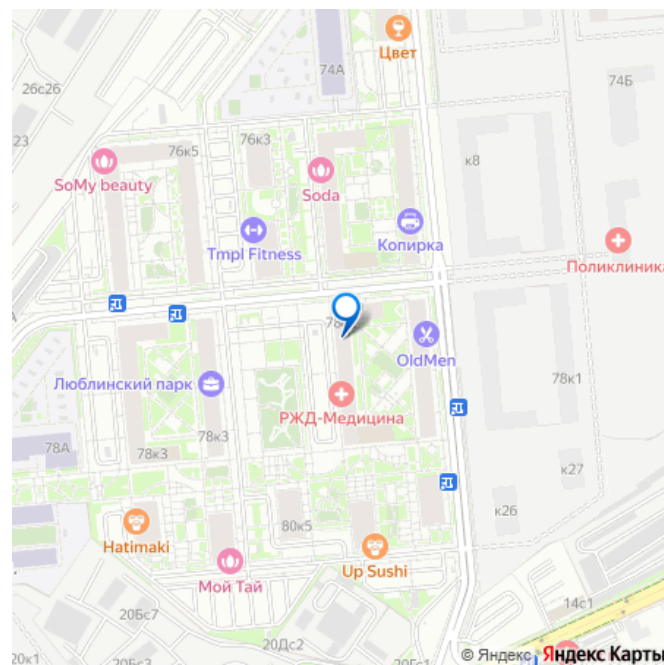 Цвет
74А
26с26
74Б
23
76к5
76к3
к8
SoMy beauty
Soda
Tmpl Fitness
Копирка
Поликлиника
OldMen
Люблинский парк
78к1
РЖД-Медицина
78А
78к3
78к3
к27
к26
80к5
Hatimaki
Up Sushi
Мой Тай
14с1
20Бс7
20Дс2
20к1
© Яндекс Яндекс Карты